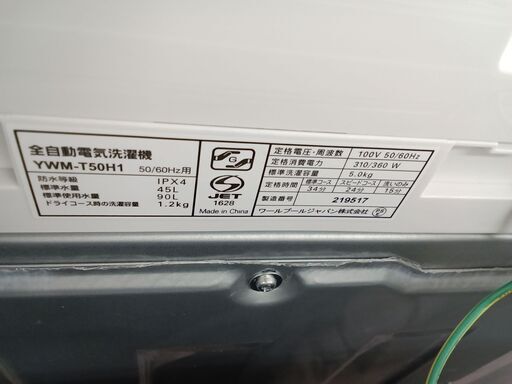 全自動電気洗濯機
YWM-T50H1 50/60Hz用
防水等級 IPX4
標準水量 45L
標準使用水量 90L
ドライコース時の洗濯容量 1.2kg
G
S
JET
1628
Made in China
定格電圧・周波数 100V 50/60Hz
定格消費電力 310/360 W
標準洗濯容量 5.0kg
定格時間 標準コース スピードコース 洗いのみ
34分 24分 15分
製造番号 219517
ワールプールジャパン株式会社